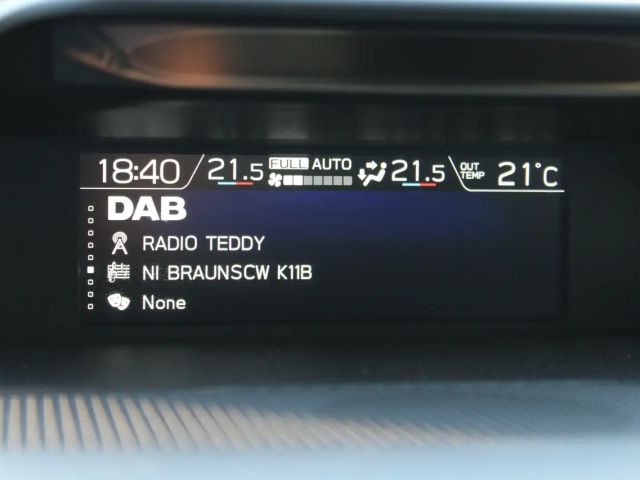 18:40 21.5 FULL AUTO 21.5 OUT TEMP 21°C
DAB
RADIO TEDDY
NI BRAUNSCW K11B
None